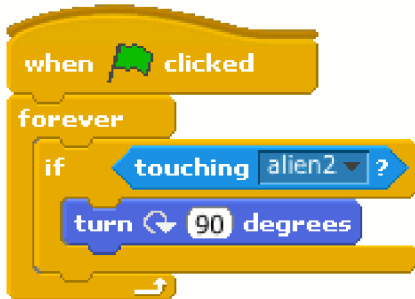 when clicked
forever
if touching alien2 ?
turn 90 degrees